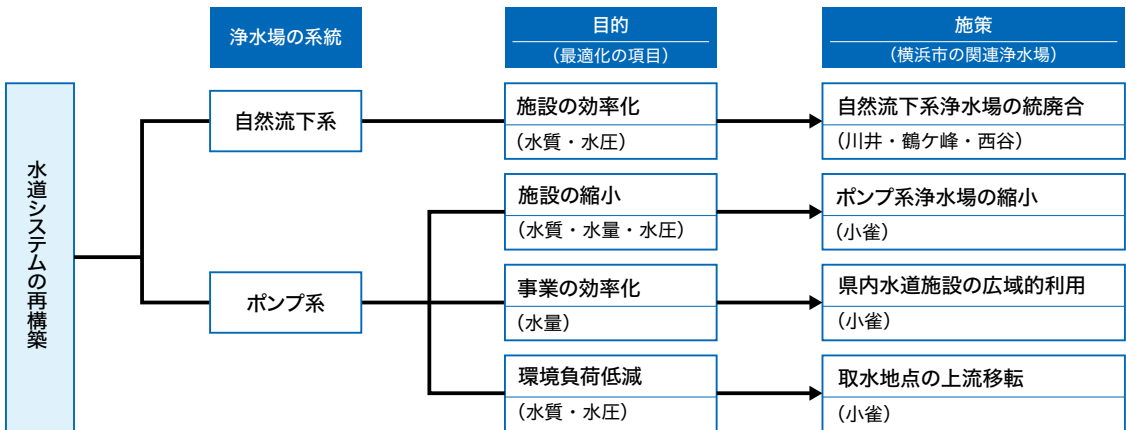 浄水場の系統
目的
（最適化の項目）
施策
（横浜市の関連浄水場）
水道システムの再構築
自然流下系
施設の効率化
（水質・水圧）
自然流下系浄水場の統廃合
（川井・鶴ケ峰・西谷）
ポンプ系
施設の縮小
（水質・水量・水圧）
ポンプ系浄水場の縮小
（小雀）
事業の効率化
（水量）
県内水道施設の広域的利用
（小雀）
環境負荷低減
（水質・水圧）
取水地点の上流移転
（小雀）